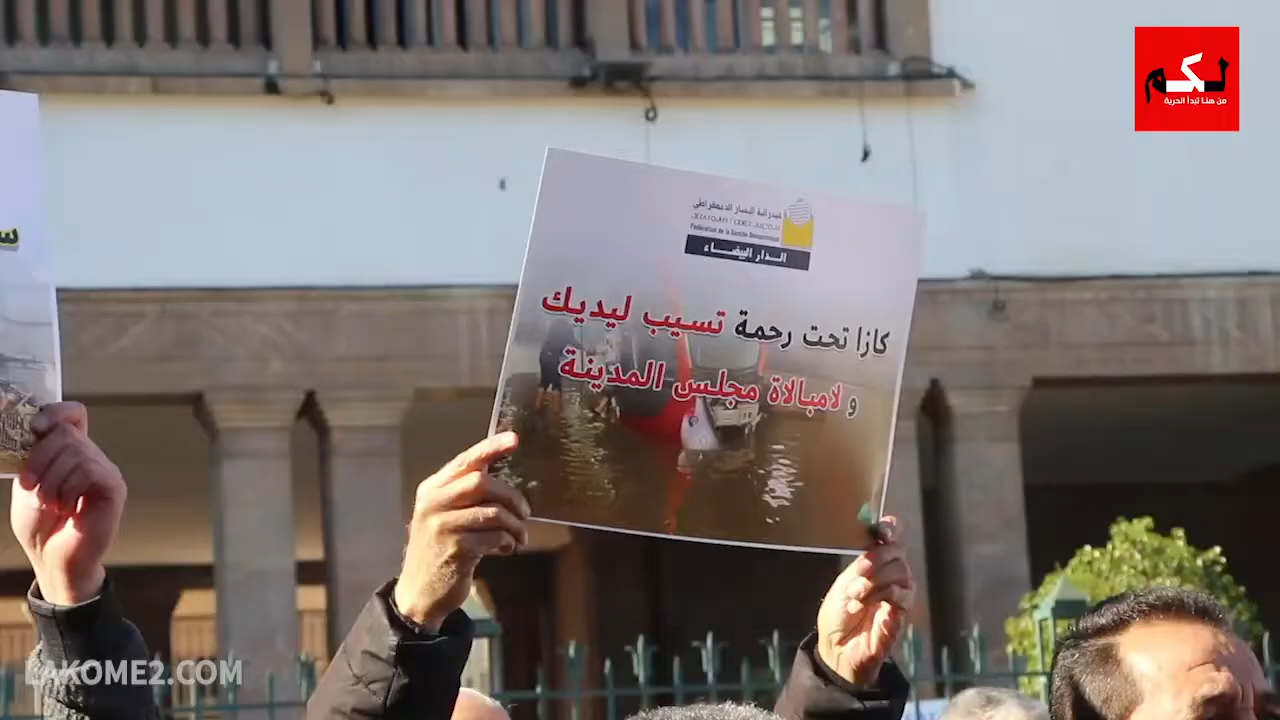 لكم
من هنا تبدأ الحرية
فيدرالية اليسار الديمقراطي
Fédération de la Gauche Démocratique
الدار البيضاء
كازا تحت رحمة تسيب ليديك
و لامبالاة مجلس المدينة
LAKOME2.COM